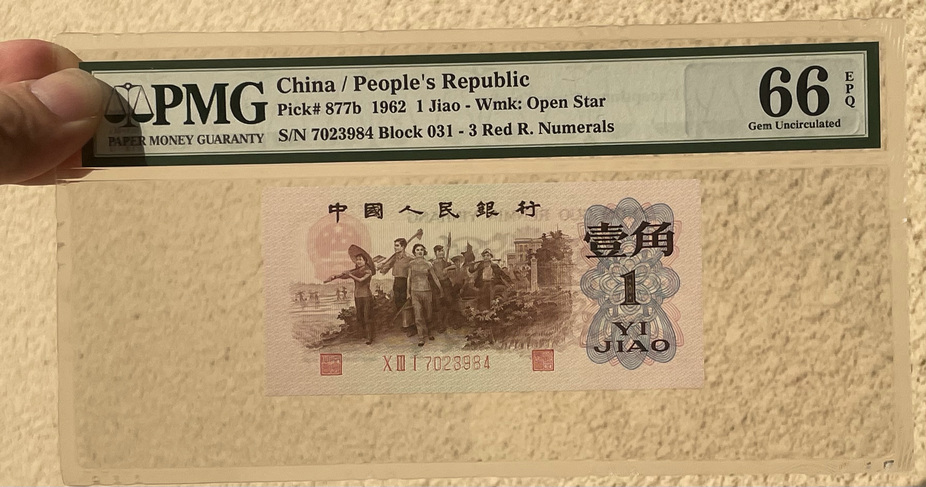 PMG
PAPER MONEY GUARANTY
China / People's Republic
Pick# 877b 1962 1 Jiao - Wmk: Open Star
S/N 7023984 Block 031 - 3 Red R. Numerals
66
EPQ
Gem Uncirculated
中國人民銀行
壹角
1
YI
JIAO
X III I 7023984